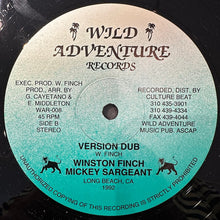 WILD
ADVENTURE
RECORDS
EXEC. PROD. W. FINCH
PROD., ARR. BY
G. CAYETANO &
E. MIDDLETON
WAR-008
45 RPM
SIDE B
STEREO
RECORDED, DIST. BY
CULTURE BEAT
310 435-3901
310 439-4334
FAX 439-4044
WILD ADVENTURE
MUSIC PUB. ASCAP
VERSION DUB
W. FINCH
WINSTON FINCH
MICKEY SARGEANT
LONG BEACH, CA
1992
UNAUTHORIZED COPYING OF THIS RECORDING IS STRICTLY PROHIBITED